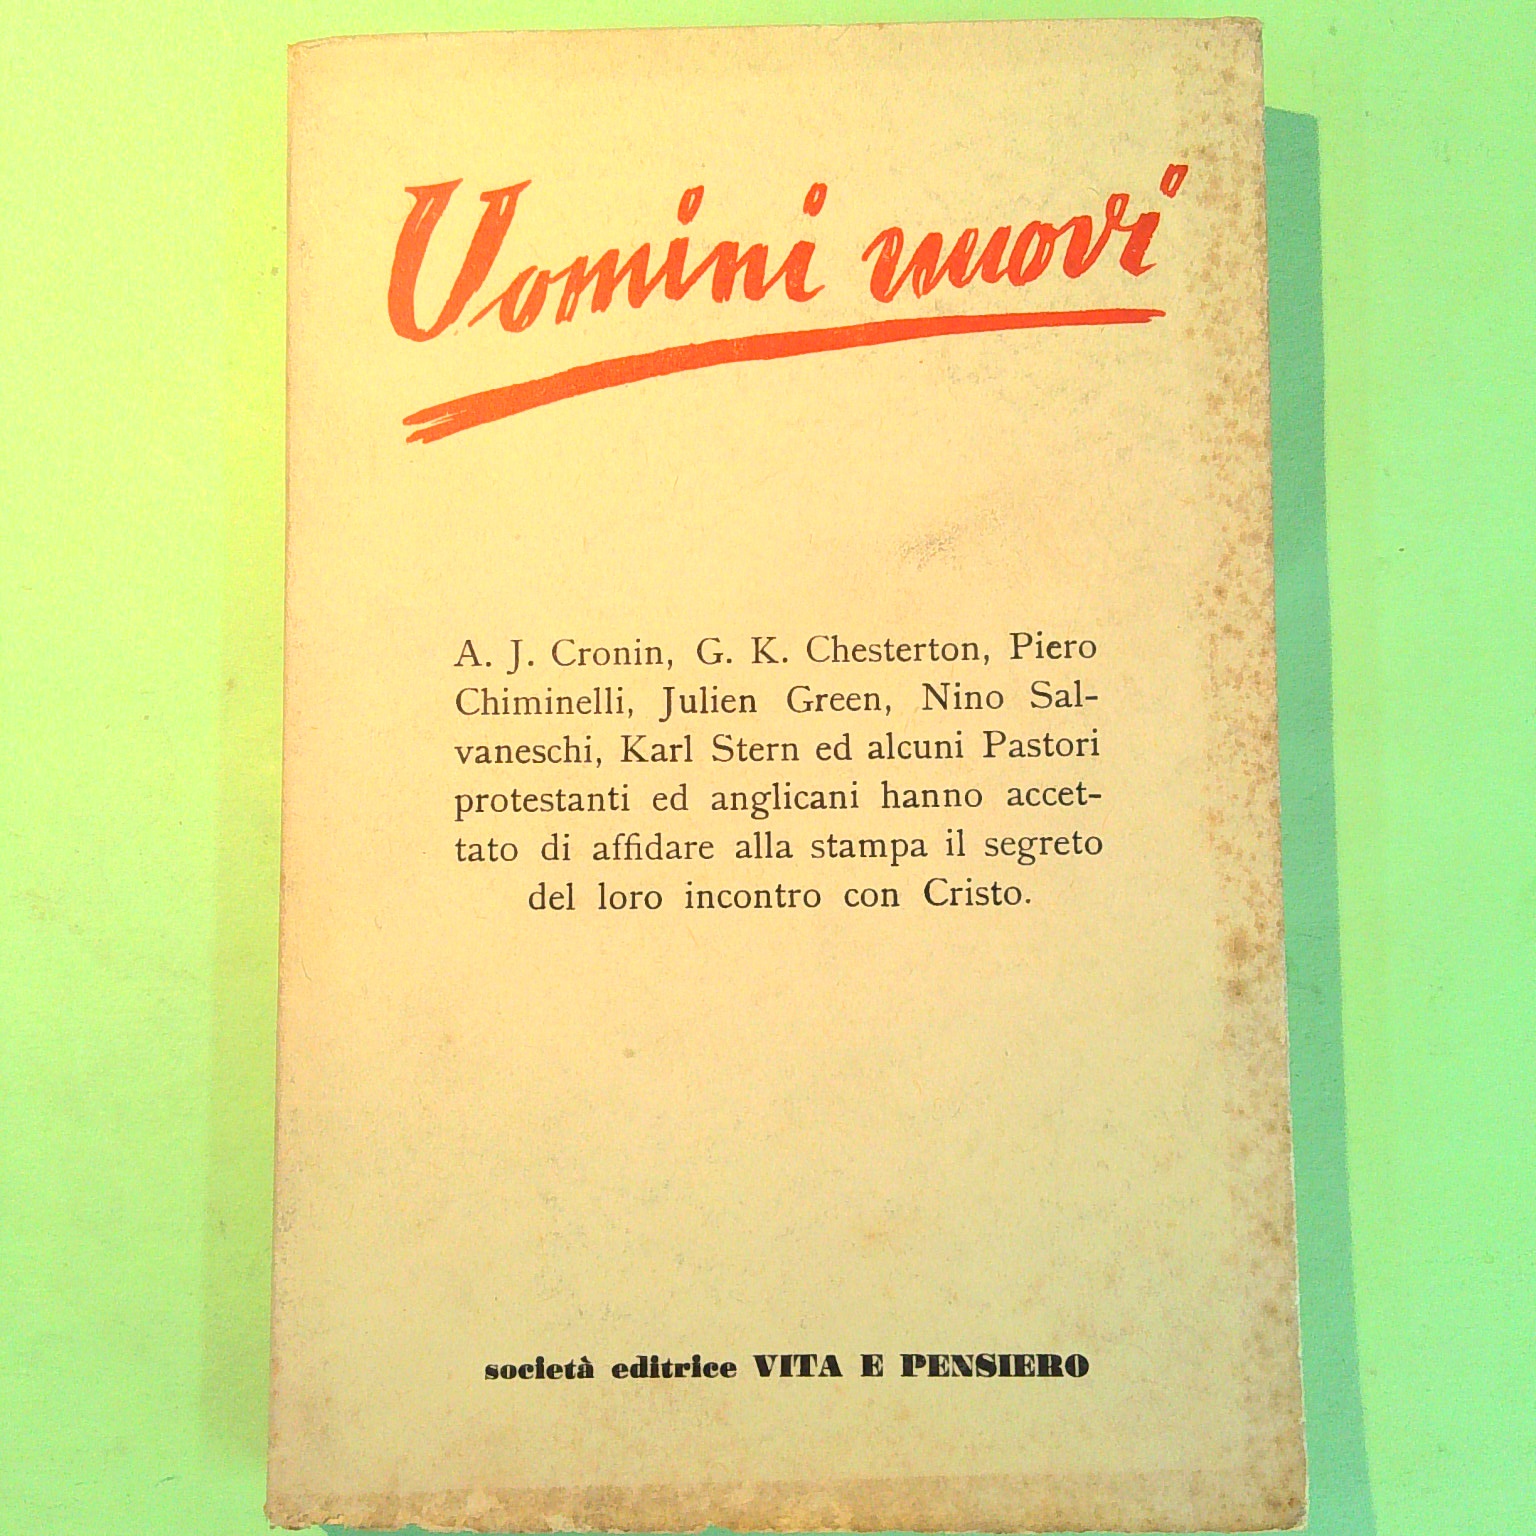 Uomini nuovi
A. J. Cronin, G. K. Chesterton, Piero
Chiminelli, Julien Green, Nino Sal-
vaneschi, Karl Stern ed alcuni Pastori
protestanti ed anglicani hanno accet-
tato di affidare alla stampa il segreto
del loro incontro con Cristo.
società editrice VITA E PENSIERO